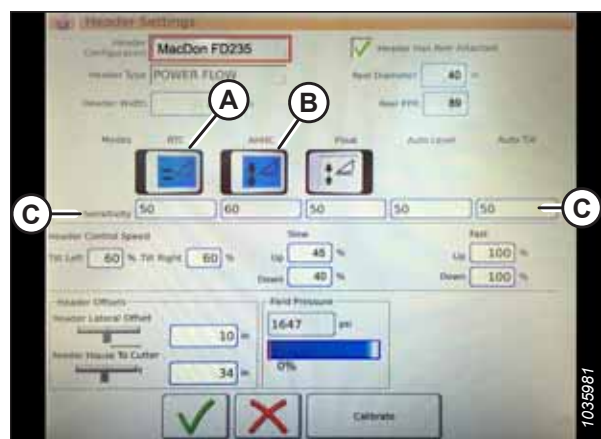 Header Settings
Header Configuration MacDon FD235 Header Has Reel Attached
Header Type POWER FLOW Reel Diameter 40 in
Header Width Reel PPR 89
A B
Modes RTC AHHC Float Auto Level Auto Tilt
C Sensitivity 50 60 50 50 50 C
Header Control Speed Slow Fast
Tilt Left 60 % Tilt Right 60 % Up 48 % Up 100 %
Down 40 % Down 100 %
Header Offsets Field Pressure
Header Lateral Offset 1647 psi
10 in
Feeder House To Cutter 0%
34 in
Calibrate
1035981